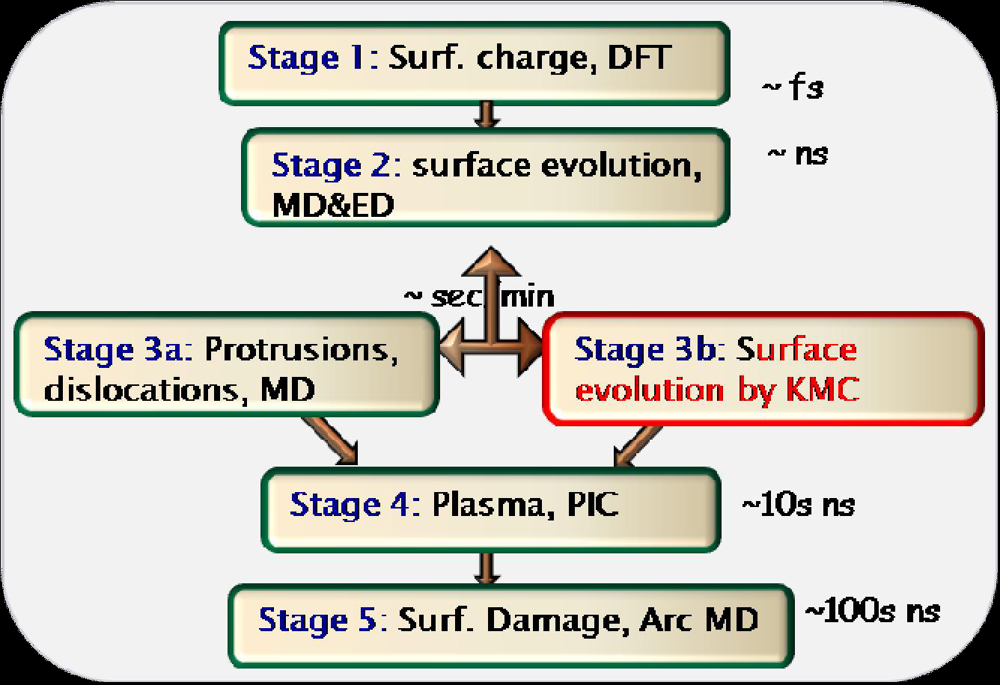 Stage 1: Surf. charge, DFT
~ fs
Stage 2: surface evolution,
MD&ED
~ ns
~ sec/min
Stage 3a: Protrusions,
dislocations, MD
Stage 3b: Surface
evolution by KMC
Stage 4: Plasma, PIC
~10s ns
Stage 5: Surf. Damage, Arc MD
~100s ns